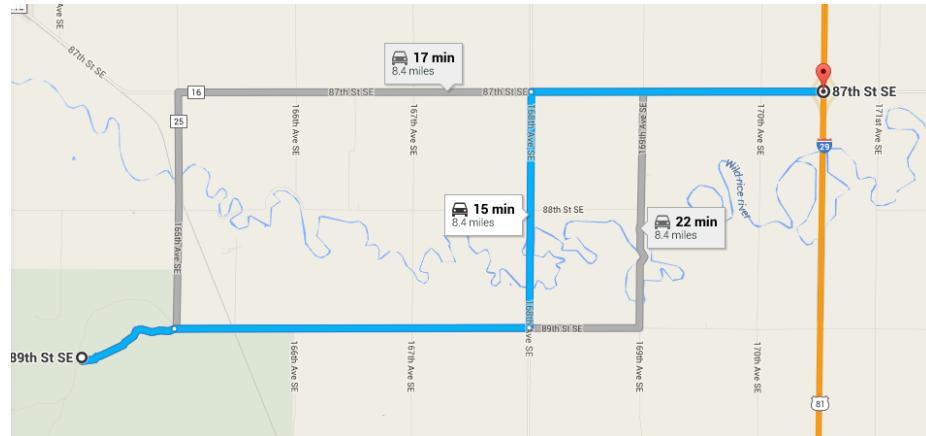 87th St SE
17 min
8.4 miles
16
87th St SE
87th St SE
87th St SE
25
166th Ave SE
167th Ave SE
168th Ave SE
169th Ave SE
170th Ave SE
171st Ave SE
29
Wild rice river
15 min
8.4 miles
88th St SE
22 min
8.4 miles
165th Ave SE
168th Ave SE
89th St SE
89th St SE
166th Ave SE
167th Ave SE
169th Ave SE
170th Ave SE
81